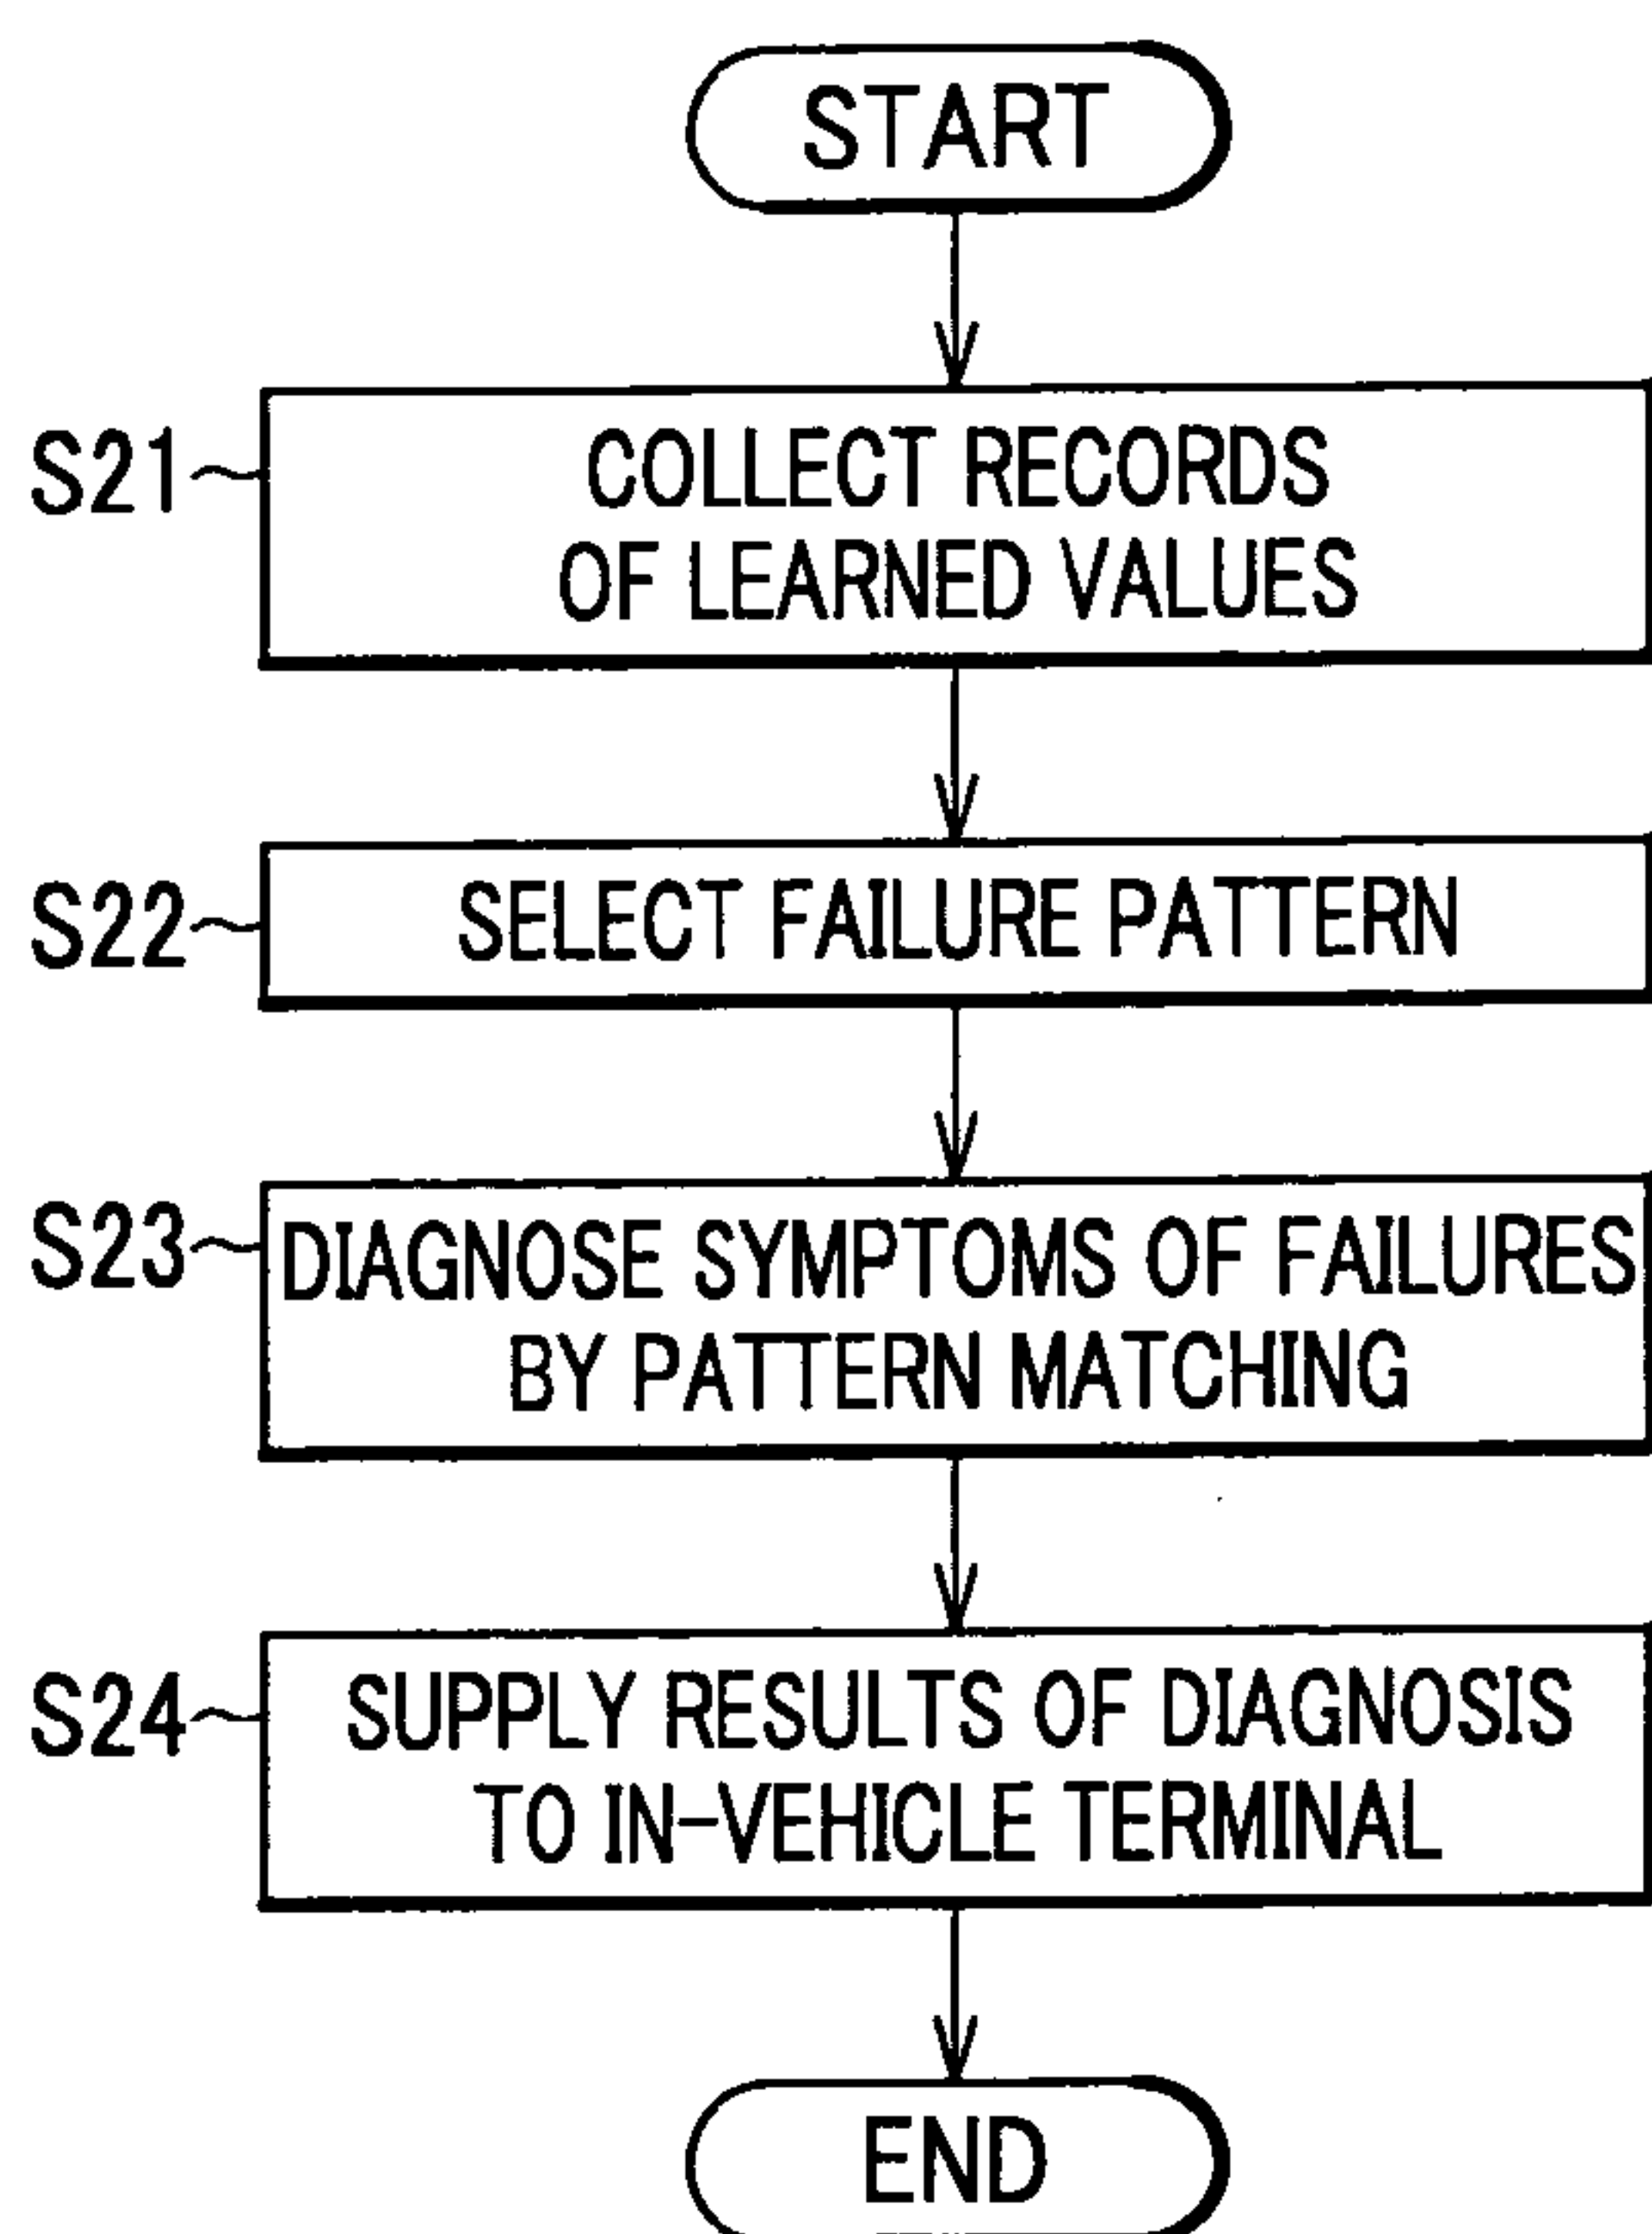 START
S21
COLLECT RECORDS
OF LEARNED VALUES
S22
SELECT FAILURE PATTERN
S23
DIAGNOSE SYMPTOMS OF FAILURES
BY PATTERN MATCHING
S24
SUPPLY RESULTS OF DIAGNOSIS
TO IN-VEHICLE TERMINAL
END